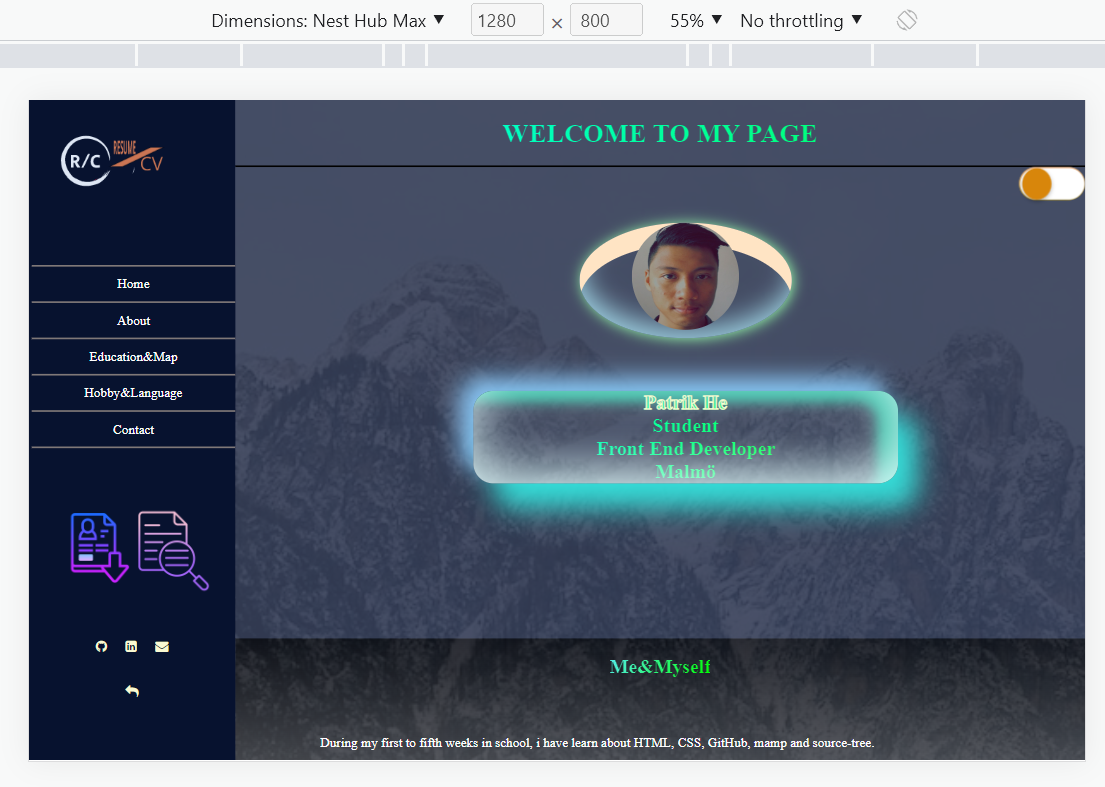 Dimensions: Nest Hub Max ▼ 1280 × 800 55% ▼ No throttling ▼
R/C RESUME CV
WELCOME TO MY PAGE
Home
About
Education&Map
Hobby&Language
Contact
Patrik He
Student
Front End Developer
Malmö
Me&Myself
During my first to fifth weeks in school, i have learn about HTML, CSS, GitHub, mamp and source-tree.